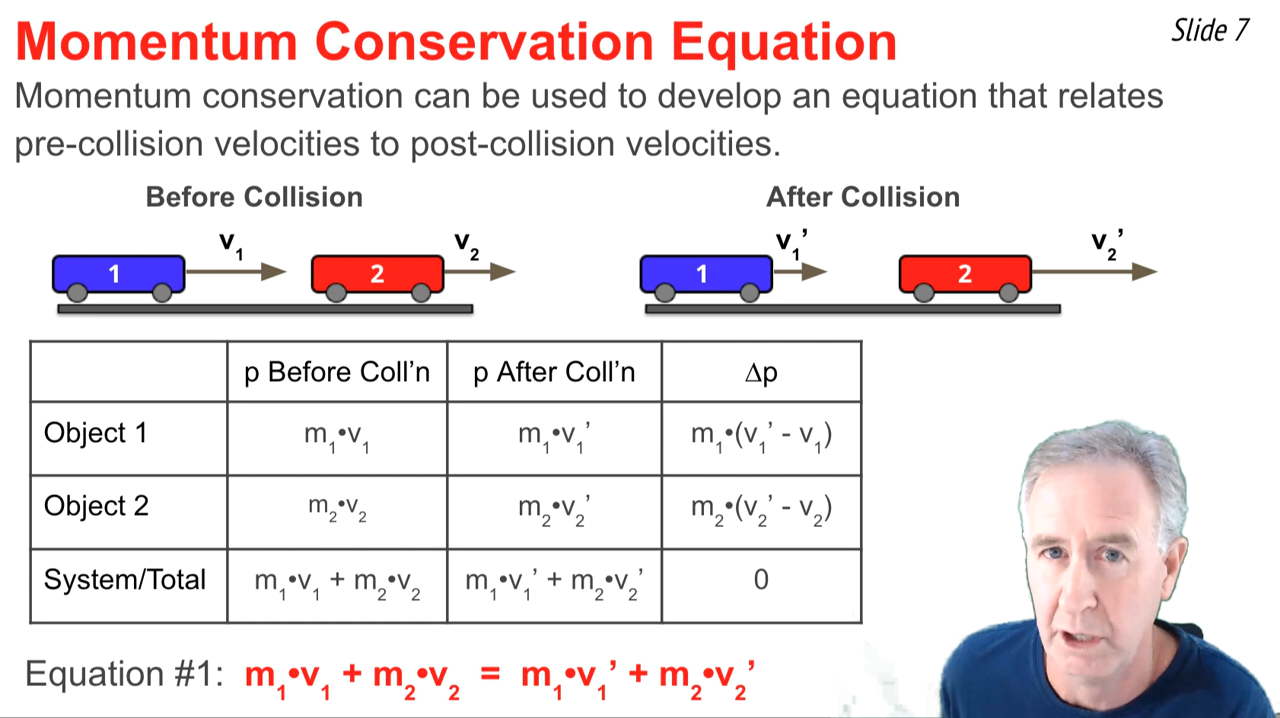 Momentum Conservation Equation
Slide 7
Momentum conservation can be used to develop an equation that relates
pre-collision velocities to post-collision velocities.
Before Collision
After Collision
v₁
v₂
v₁’
v₂’
1
2
1
2
p Before Coll’n
p After Coll’n
∆p
Object 1
m₁•v₁
m₁•v₁’
m₁•(v₁’ - v₁)
Object 2
m₂•v₂
m₂•v₂’
m₂•(v₂’ - v₂)
System/Total
m₁•v₁ + m₂•v₂
m₁•v₁’ + m₂•v₂’
0
Equation #1: m₁•v₁ + m₂•v₂ = m₁•v₁’ + m₂•v₂’